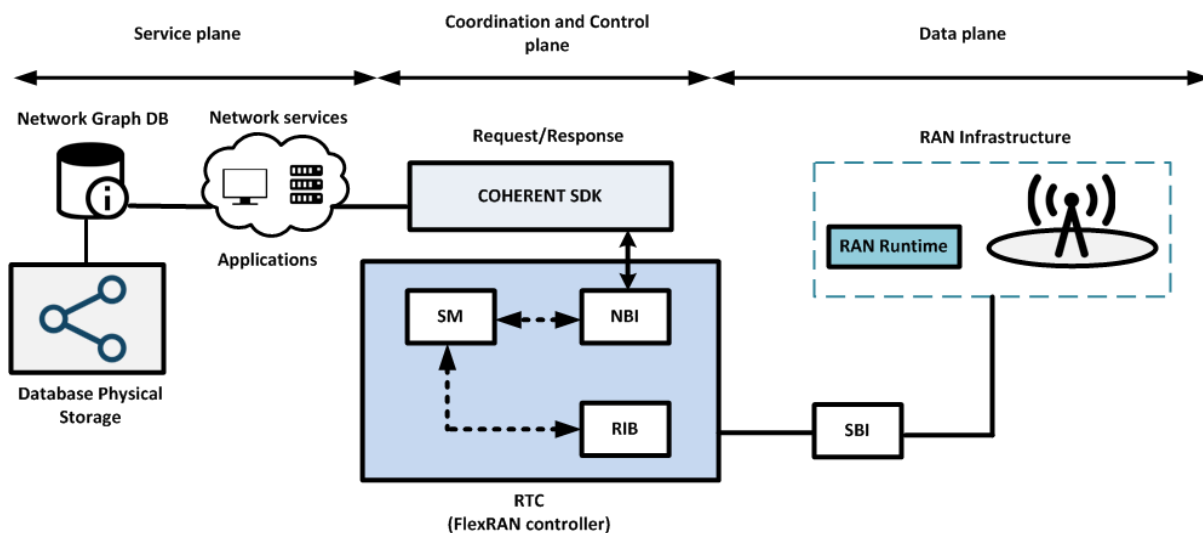 Service plane
Coordination and Control
plane
Data plane
Network Graph DB
Network services
Applications
Request/Response
COHERENT SDK
RAN Infrastructure
RAN Runtime
SM
NBI
RIB
SBI
Database Physical
Storage
RTC
(FlexRAN controller)